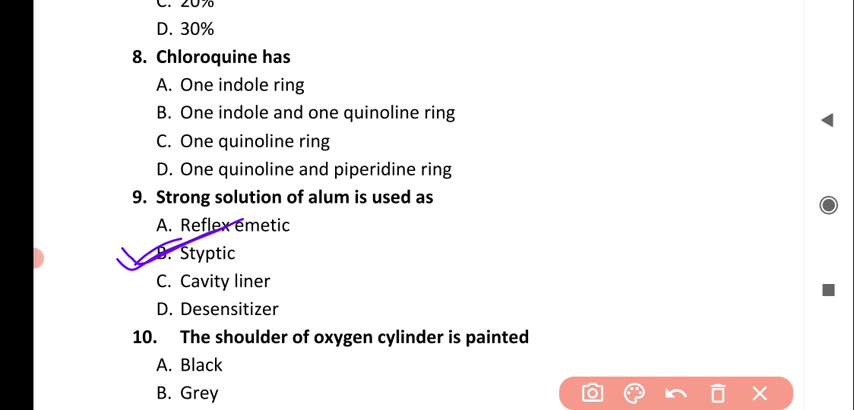 C. 20%
D. 30%
8. Chloroquine has
A. One indole ring
B. One indole and one quinoline ring
C. One quinoline ring
D. One quinoline and piperidine ring
9. Strong solution of alum is used as
A. Reflex emetic
B. Styptic
C. Cavity liner
D. Desensitizer
10. The shoulder of oxygen cylinder is painted
A. Black
B. Grey